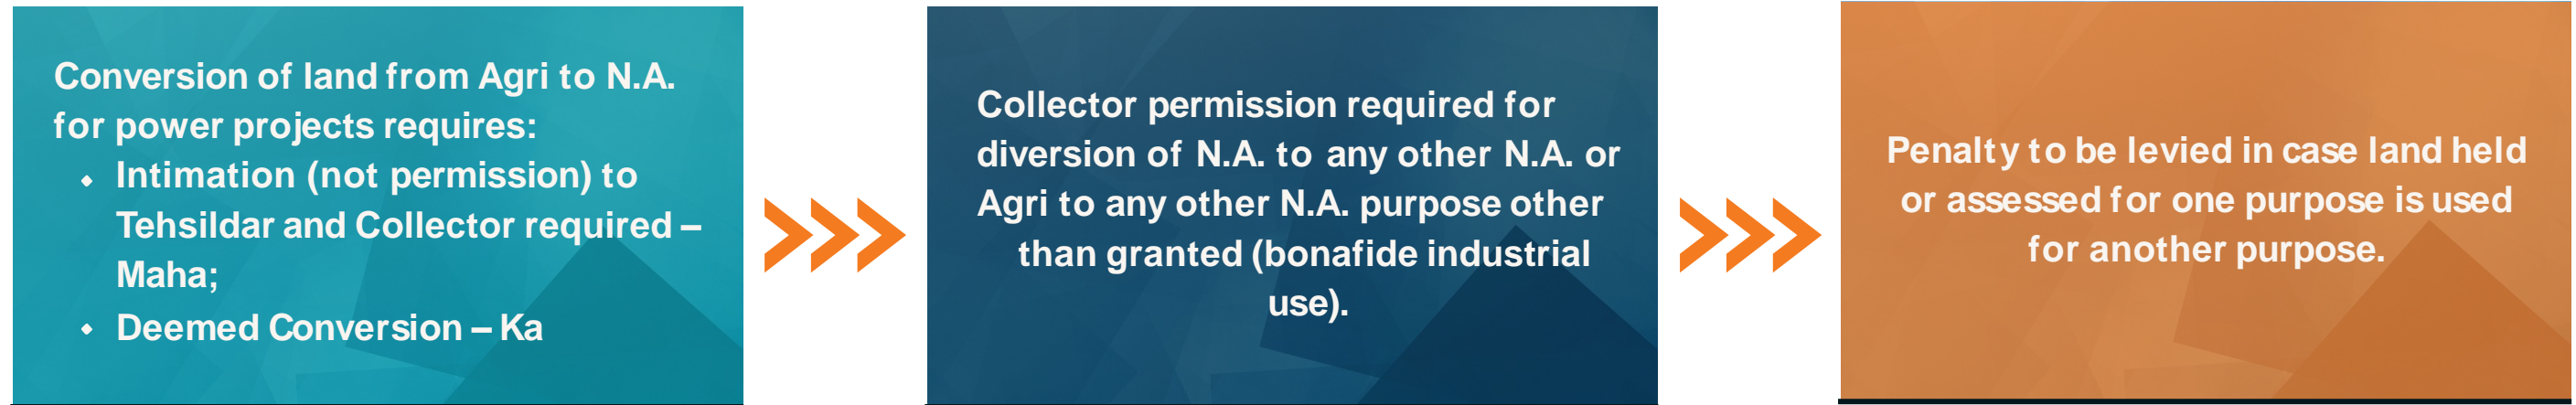 Conversion of land from Agri to N.A.
for power projects requires:
• Intimation (not permission) to
Tehsildar and Collector required –
Maha;
• Deemed Conversion – Ka
Collector permission required for
diversion of N.A. to any other N.A. or
Agri to any other N.A. purpose other
than granted (bonafide industrial
use).
Penalty to be levied in case land held
or assessed for one purpose is used
for another purpose.